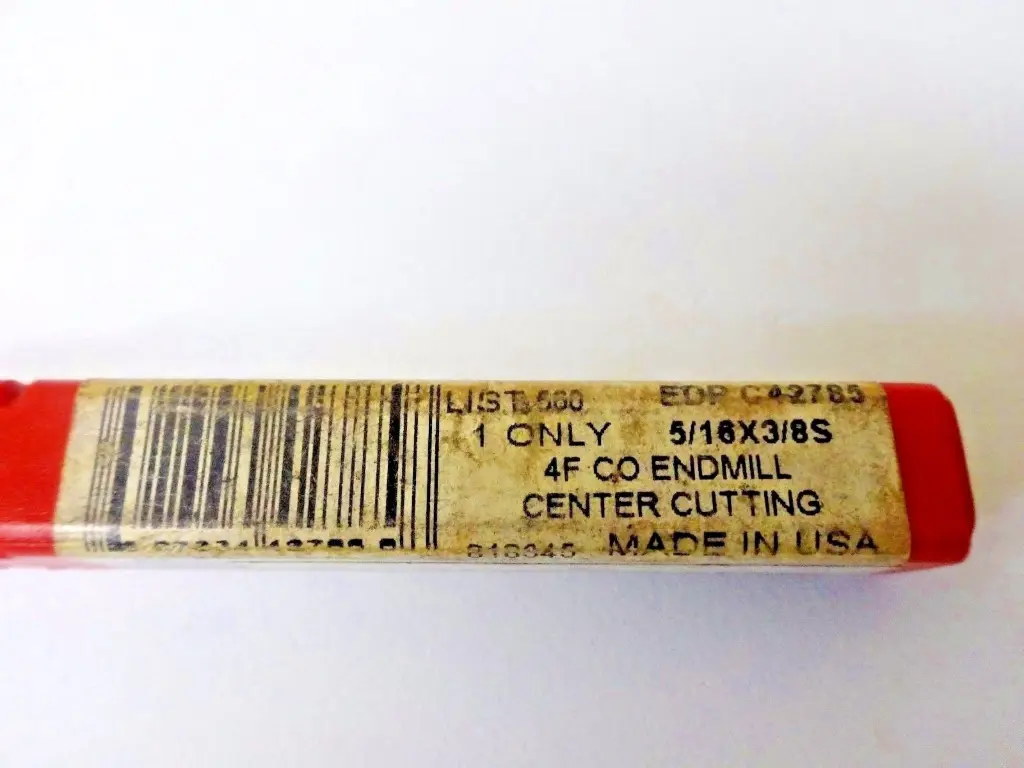 LIST 560 EDP C42785
1 ONLY 5/16X3/8S
4F CO ENDMILL
CENTER CUTTING
MADE IN USA